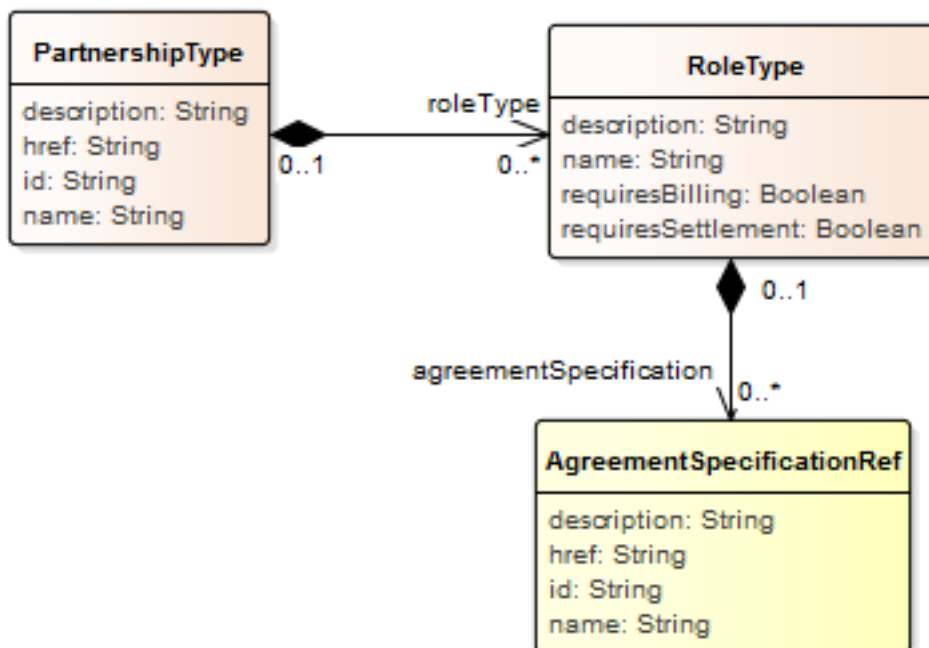 PartnershipType
description: String
href: String
id: String
name: String
roleType
0..1
0..*
RoleType
description: String
name: String
requiresBilling: Boolean
requiresSettlement: Boolean
0..1
agreementSpecification
0..*
AgreementSpecificationRef
description: String
href: String
id: String
name: String